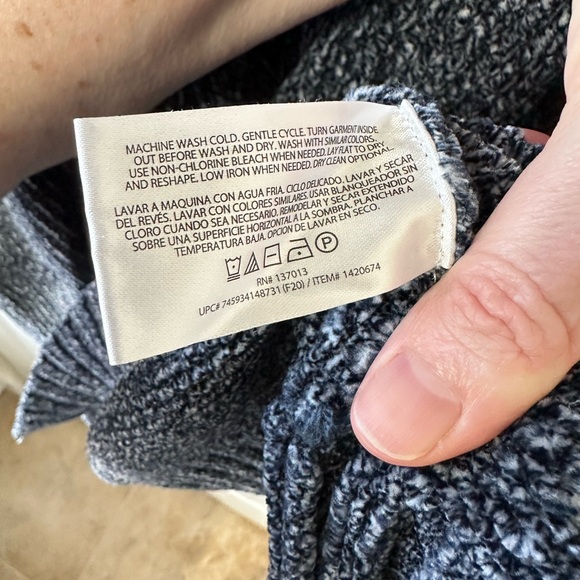 MACHINE WASH COLD. GENTLE CYCLE. TURN GARMENT INSIDE
OUT BEFORE WASH AND DRY. WASH WITH SIMILAR COLORS.
USE NON-CHLORINE BLEACH WHEN NEEDED. LAY FLAT TO DRY
AND RESHAPE. LOW IRON WHEN NEEDED. DRY CLEAN OPTIONAL.
LAVAR A MAQUINA CON AGUA FRIA. CICLO DELICADO. LAVAR Y SECAR
DEL REVÉS. LAVAR CON COLORES SIMILARES. USAR BLANQUEADOR SIN
CLORO CUANDO SEA NECESARIO. REMODELAR Y SECAR EXTENDIDO
SOBRE UNA SUPERFICIE HORIZONTAL A LA SOMBRA. PLANCHAR A
TEMPERATURA BAJA. OPCION DE LAVAR EN SECO.
P
RN# 137013
UPC# 745934148731 (F20) / ITEM# 1420674